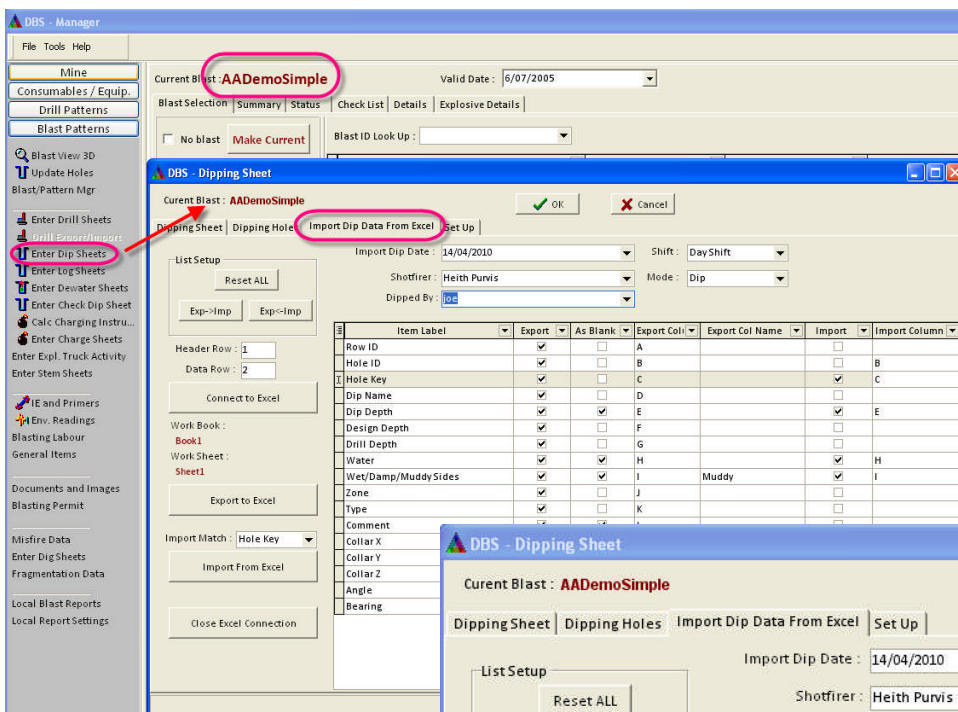 DBS - Manager
File Tools Help
Mine
Consumables / Equip.
Drill Patterns
Blast Patterns
Blast View 3D
Update Holes
Blast/Pattern Mgr
Enter Drill Sheets
Drill Export/Import
Enter Dip Sheets
Enter Log Sheets
Enter Dewater Sheets
Enter Check Dip Sheet
Calc Charging Instru...
Enter Charge Sheets
Enter Expl. Truck Activity
Enter Stem Sheets
IE and Primers
Env. Readings
Blasting Labour
General Items
Documents and Images
Blasting Permit
Misfire Data
Enter Dig Sheets
Fragmentation Data
Local Blast Reports
Local Report Settings
Current Blast : AADemoSimple
Valid Date : 6/07/2005
Blast Selection Summary Status Check List Details Explosive Details
No blast Make Current Blast ID Look Up :
DBS - Dipping Sheet
Curent Blast : AADemoSimple
OK Cancel
Dipping Sheet Dipping Holes Import Dip Data From Excel Set Up
List Setup
Reset ALL
Exp->Imp Exp<-Imp
Header Row : 1
Data Row : 2
Connect to Excel
Work Book :
Book1
Work Sheet :
Sheet1
Export to Excel
Import Match : Hole Key
Import From Excel
Close Excel Connection
Import Dip Date : 14/04/2010 Shift : Day Shift
Shotfirer : Heith Purvis Mode : Dip
Dipped By : joe
Item Label Export As Blank Export Colu Export Col Name Import Import Column
Row ID A
Hole ID B B
Hole Key C C
Dip Name D
Dip Depth E E
Design Depth F
Drill Depth G
Water H H
Wet/Damp/Muddy Sides I Muddy I
Zone J
Type K
Comment
Collar X
Collar Y
Collar Z
Angle
Bearing
DBS - Dipping Sheet
Curent Blast : AADemoSimple
Dipping Sheet Dipping Holes Import Dip Data From Excel Set Up
List Setup
Reset ALL
Import Dip Date : 14/04/2010
Shotfirer : Heith Purvis